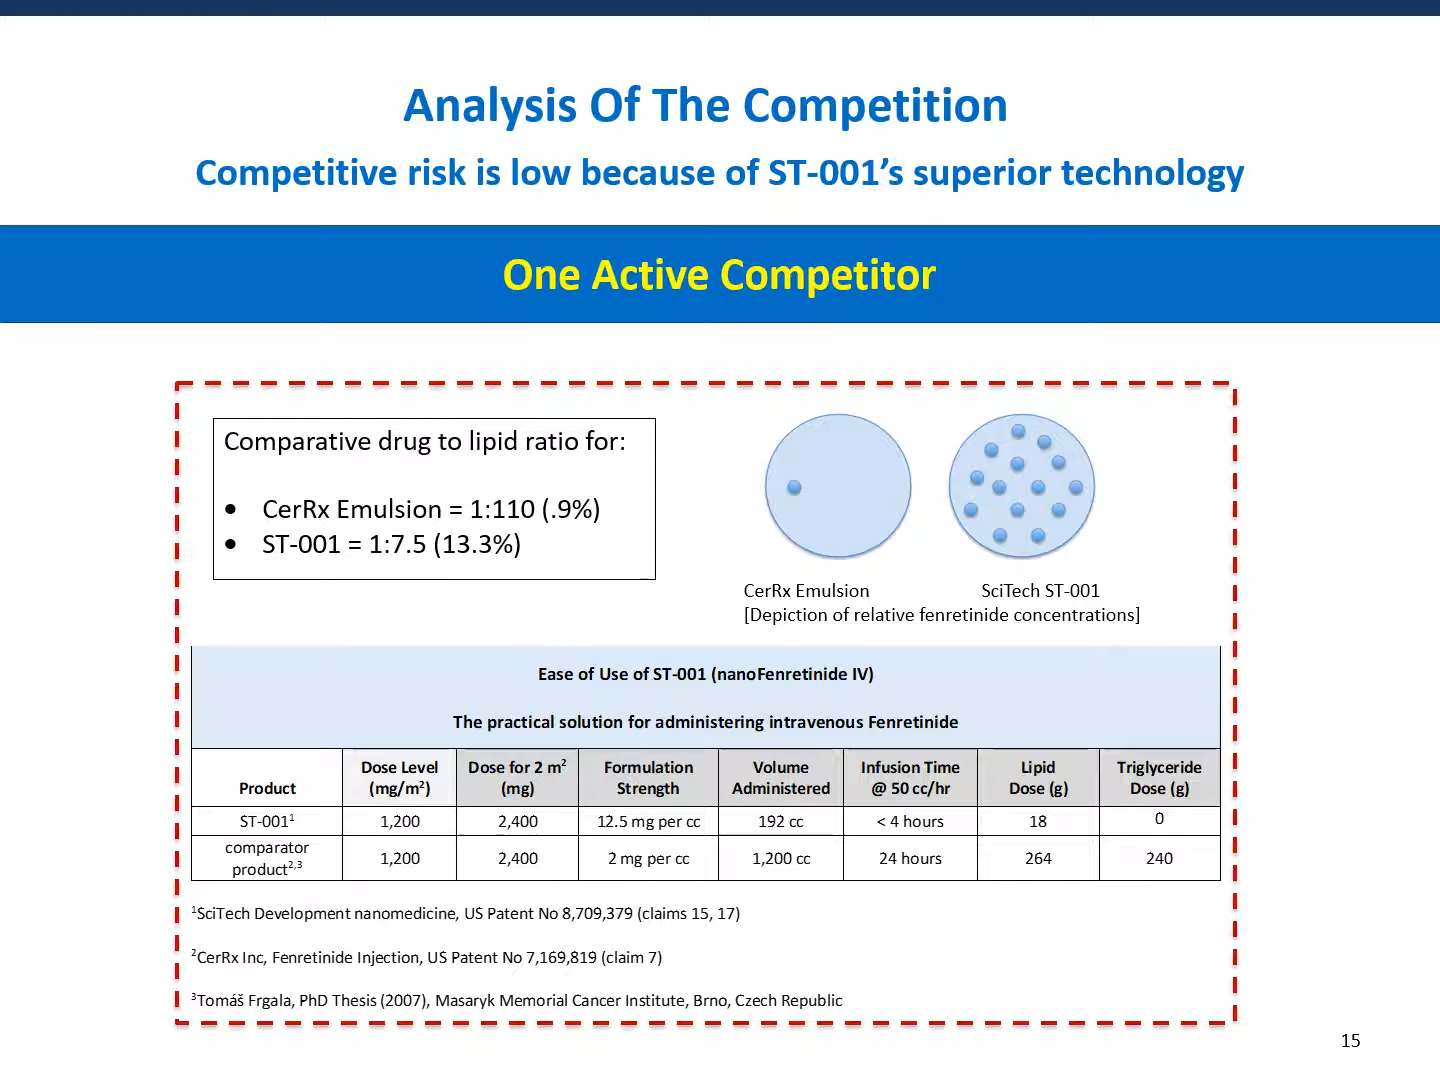 Analysis Of The Competition
Competitive risk is low because of ST-001’s superior technology
One Active Competitor
Comparative drug to lipid ratio for:
• CerRx Emulsion = 1:110 (.9%)
• ST-001 = 1:7.5 (13.3%)
CerRx Emulsion SciTech ST-001
[Depiction of relative fenretinide concentrations]
Ease of Use of ST-001 (nanoFenretinide IV)
The practical solution for administering intravenous Fenretinide
Product Dose Level (mg/m²) Dose for 2 m² (mg) Formulation Strength Volume Administered Infusion Time @ 50 cc/hr Lipid Dose (g) Triglyceride Dose (g)
ST-001¹ 1,200 2,400 12.5 mg per cc 192 cc < 4 hours 18 0
comparator product²,³ 1,200 2,400 2 mg per cc 1,200 cc 24 hours 264 240
¹SciTech Development nanomedicine, US Patent No 8,709,379 (claims 15, 17)
²CerRx Inc, Fenretinide Injection, US Patent No 7,169,819 (claim 7)
³Tomáš Frgala, PhD Thesis (2007), Masaryk Memorial Cancer Institute, Brno, Czech Republic
15